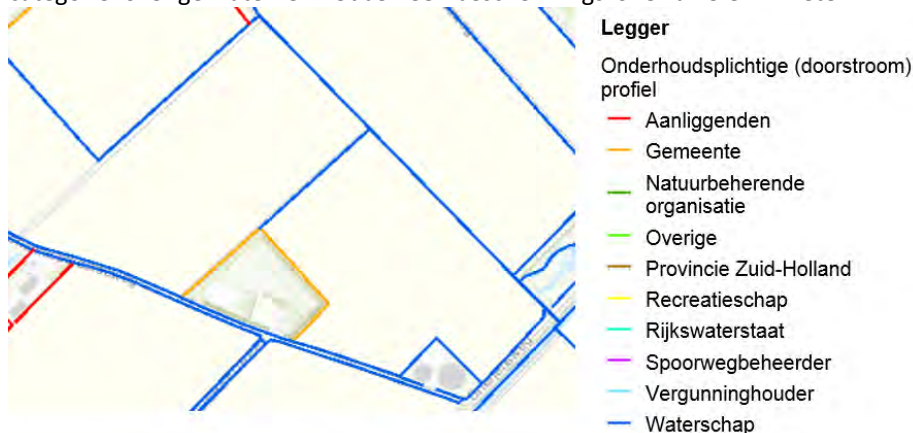 Legger
Onderhoudsplichtige (doorstroom)
profiel
Aanliggenden
Gemeente
Natuurbeherende
organisatie
Overige
Provincie Zuid-Holland
Recreatieschap
Rijkswaterstaat
Spoorwegbeheerder
Vergunninghouder
Waterschap